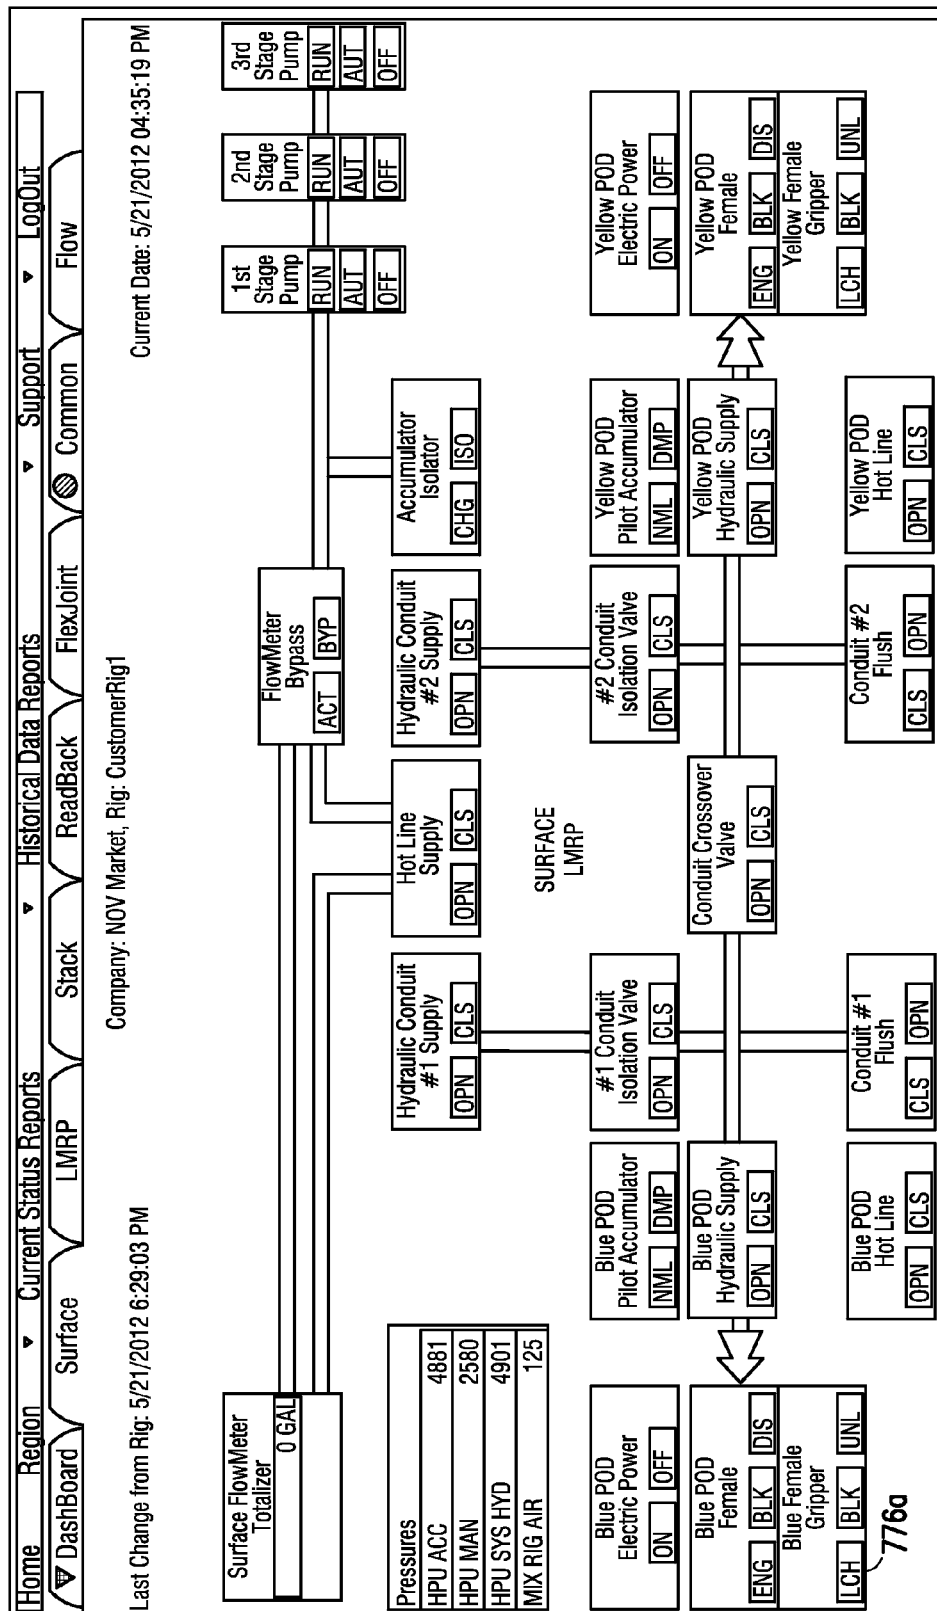 Home Region Current Status Reports Historical Data Reports Support LogOut
DashBoard Surface LMRP Stack ReadBack FlexJoint Common Flow
Company: NOV Market, Rig: CustomerRig1
Last Change from Rig: 5/21/2012 6:29:03 PM
Current Date: 5/21/2012 04:35:19 PM
Surface FlowMeter
Totalizer
0 GAL
FlowMeter
Bypass
ACT BYP
1st
Stage
Pump
RUN
AUT
OFF
2nd
Stage
Pump
RUN
AUT
OFF
3rd
Stage
Pump
RUN
AUT
OFF
Pressures
HPU ACC 4881
HPU MAN 2580
HPU SYS HYD 4901
MIX RIG AIR 125
Hydraulic Conduit
#1 Supply
OPN CLS
Hot Line
Supply
OPN CLS
Hydraulic Conduit
#2 Supply
OPN CLS
Accumulator
Isolator
CHG ISO
SURFACE
LMRP
Blue POD
Electric Power
ON OFF
Blue POD
Pilot Accumulator
NML DMP
#1 Conduit
Isolation Valve
OPN CLS
#2 Conduit
Isolation Valve
OPN CLS
Yellow POD
Pilot Accumulator
NML DMP
Yellow POD
Electric Power
ON OFF
Blue POD
Female
ENG BLK DIS
Blue Female
Gripper
LCH BLK UNL
Blue POD
Hydraulic Supply
OPN CLS
Conduit Crossover
Valve
OPN CLS
Yellow POD
Hydraulic Supply
OPN CLS
Yellow POD
Female
ENG BLK DIS
Yellow Female
Gripper
LCH BLK UNL
Blue POD
Hot Line
OPN CLS
Conduit #1
Flush
CLS OPN
Conduit #2
Flush
CLS OPN
Yellow POD
Hot Line
OPN CLS
776a